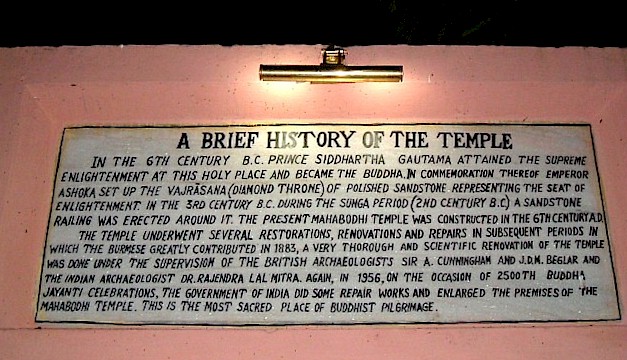 A BRIEF HISTORY OF THE TEMPLE
IN THE 6TH CENTURY B.C. PRINCE SIDDHARTHA GAUTAMA ATTAINED THE SUPREME
ENLIGHTENMENT AT THIS HOLY PLACE AND BECAME THE BUDDHA. IN COMMEMORATION THEREOF EMPEROR
ASHOKA SET UP THE VAJRĀSANA (DIAMOND THRONE) OF POLISHED SANDSTONE REPRESENTING THE SEAT OF
ENLIGHTENMENT. IN THE 3RD CENTURY B.C. DURING THE SUNGA PERIOD (2ND CENTURY B.C) A SANDSTONE
RAILING WAS ERECTED AROUND IT. THE PRESENT MAHABODHI TEMPLE WAS CONSTRUCTED IN THE 6TH CENTURY A.D
THE TEMPLE UNDERWENT SEVERAL RESTORATIONS, RENOVATIONS AND REPAIRS IN SUBSEQUENT PERIODS IN
WHICH THE BURMESE GREATLY CONTRIBUTED IN 1883, A VERY THOROUGH AND SCIENTIFIC RENOVATION OF THE TEMPLE
WAS DONE UNDER THE SUPERVISION OF THE BRITISH ARCHAEOLOGISTS SIR A. CUNNINGHAM AND J.D.M. BEGLAR AND
THE INDIAN ARCHAEOLOGIST DR. RAJENDRA LAL MITRA. AGAIN, IN 1956, ON THE OCCASION OF 2500TH BUDDHA
JAYANTI CELEBRATIONS, THE GOVERNMENT OF INDIA DID SOME REPAIR WORKS AND ENLARGED THE PREMISES OF THE
MAHABODHI TEMPLE. THIS IS THE MOST SACRED PLACE OF BUDDHIST PILGRIMAGE.